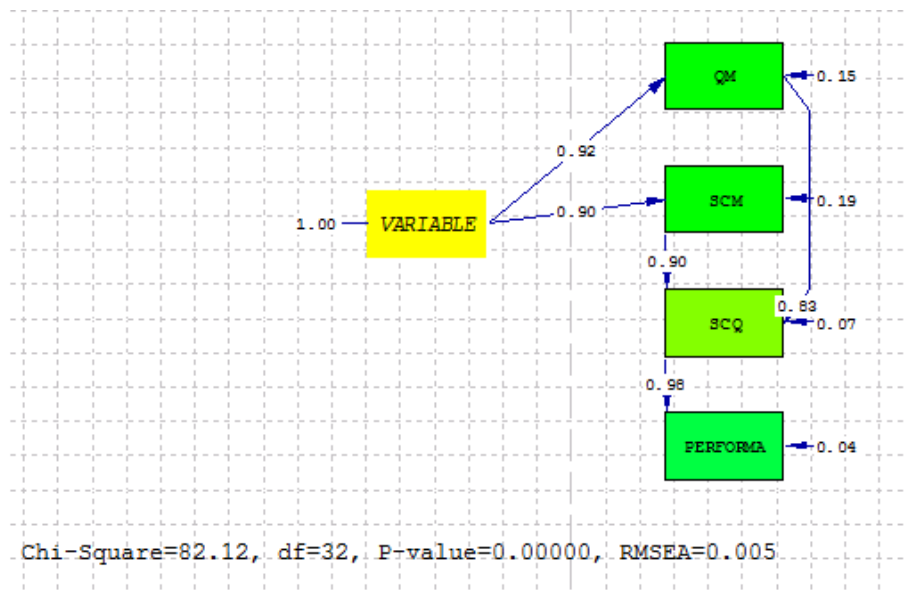 QM
0.15
0.92
SCM
0.19
1.00
VARIABLE
0.90
0.90
0.83
SCQ
0.07
0.98
PERFORMA
0.04
Chi-Square=82.12, df=32, P-value=0.00000, RMSEA=0.005